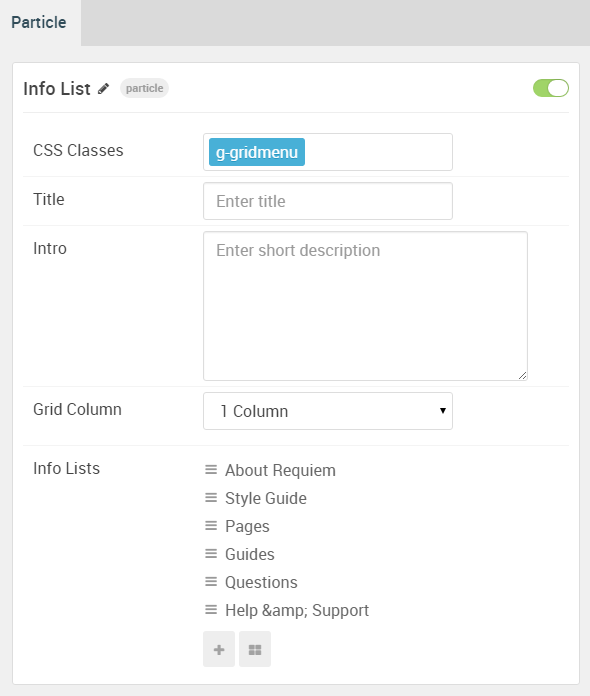 Particle
Info List particle
CSS Classes g-gridmenu
Title Enter title
Intro Enter short description
Grid Column 1 Column
Info Lists About Requiem
Style Guide
Pages
Guides
Questions
Help &amp; Support